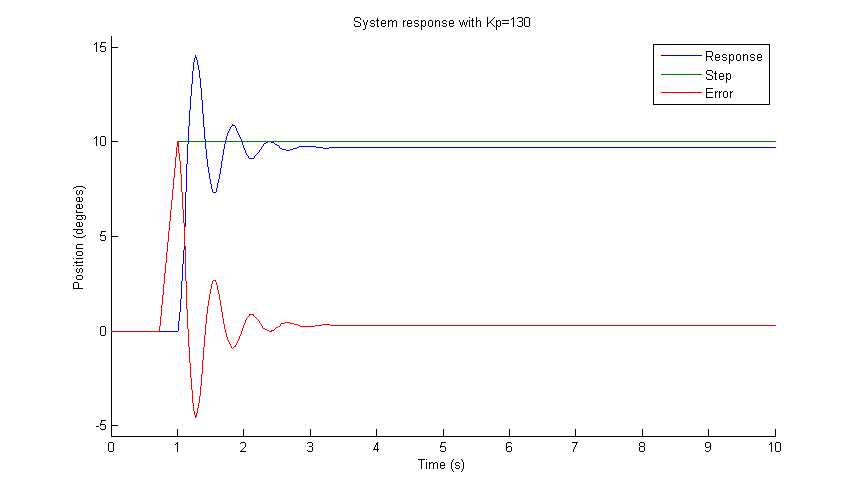 System response with Kp=130
Response
Step
Error
15
10
5
0
-5
Position (degrees)
0 1 2 3 4 5 6 7 8 9 10
Time (s)